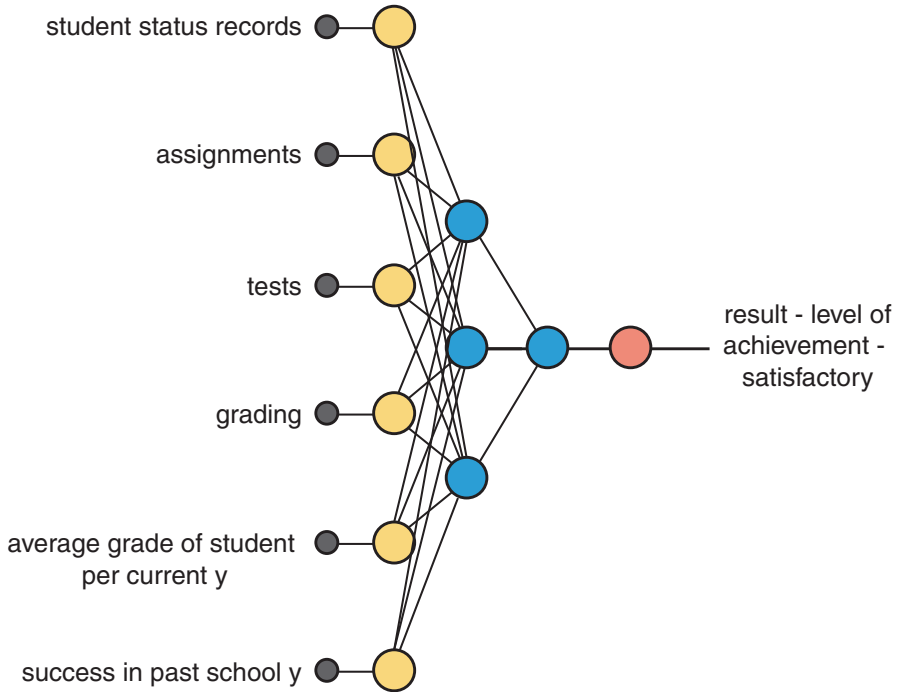 student status records
assignments
tests
result - level of
achievement -
satisfactory
grading
average grade of student
per current y
success in past school y